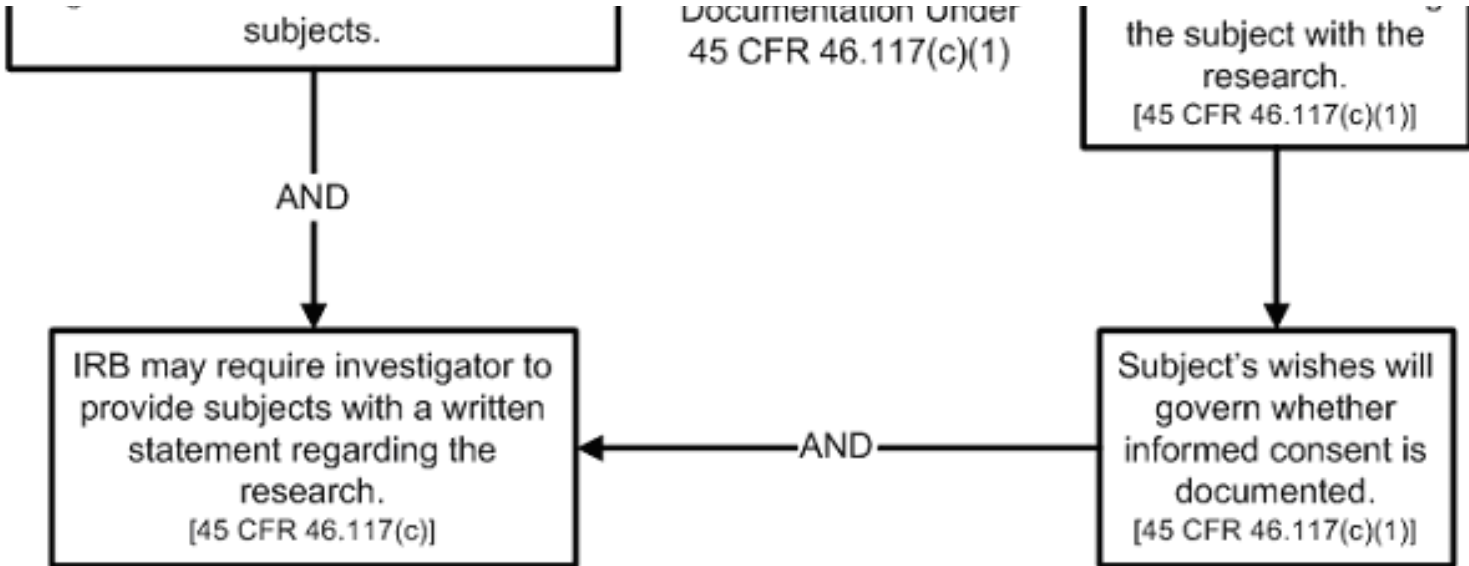 subjects.
Documentation Under
45 CFR 46.117(c)(1)
the subject with the
research.
[45 CFR 46.117(c)(1)]
AND
IRB may require investigator to
provide subjects with a written
statement regarding the
research.
[45 CFR 46.117(c)]
AND
Subject's wishes will
govern whether
informed consent is
documented.
[45 CFR 46.117(c)(1)]